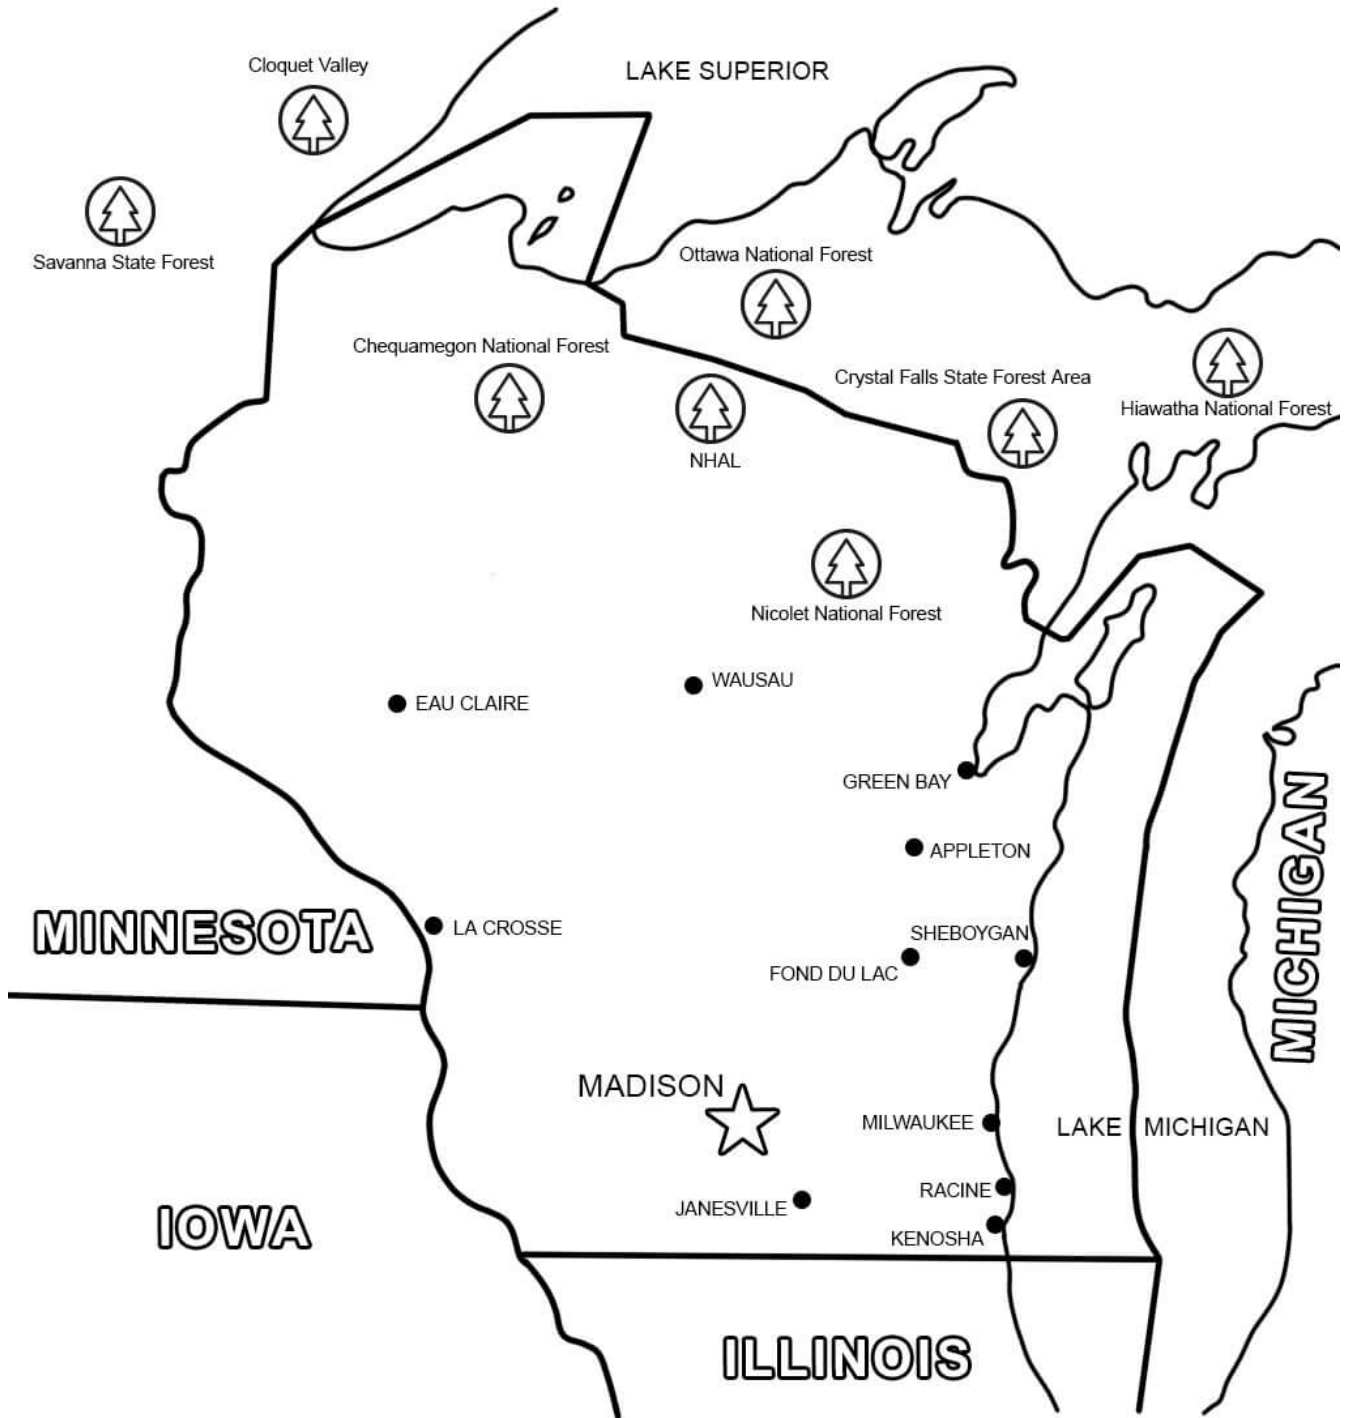 Cloquet Valley
LAKE SUPERIOR
Savanna State Forest
Ottawa National Forest
Chequamegon National Forest
Crystal Falls State Forest Area
Hiawatha National Forest
NHAL
Nicolet National Forest
WAUSAU
EAU CLAIRE
GREEN BAY
MICHIGAN
APPLETON
MINNESOTA
LA CROSSE
SHEBOYGAN
FOND DU LAC
MADISON
MILWAUKEE
LAKE MICHIGAN
RACINE
JANESVILLE
IOWA
KENOSHA
ILLINOIS